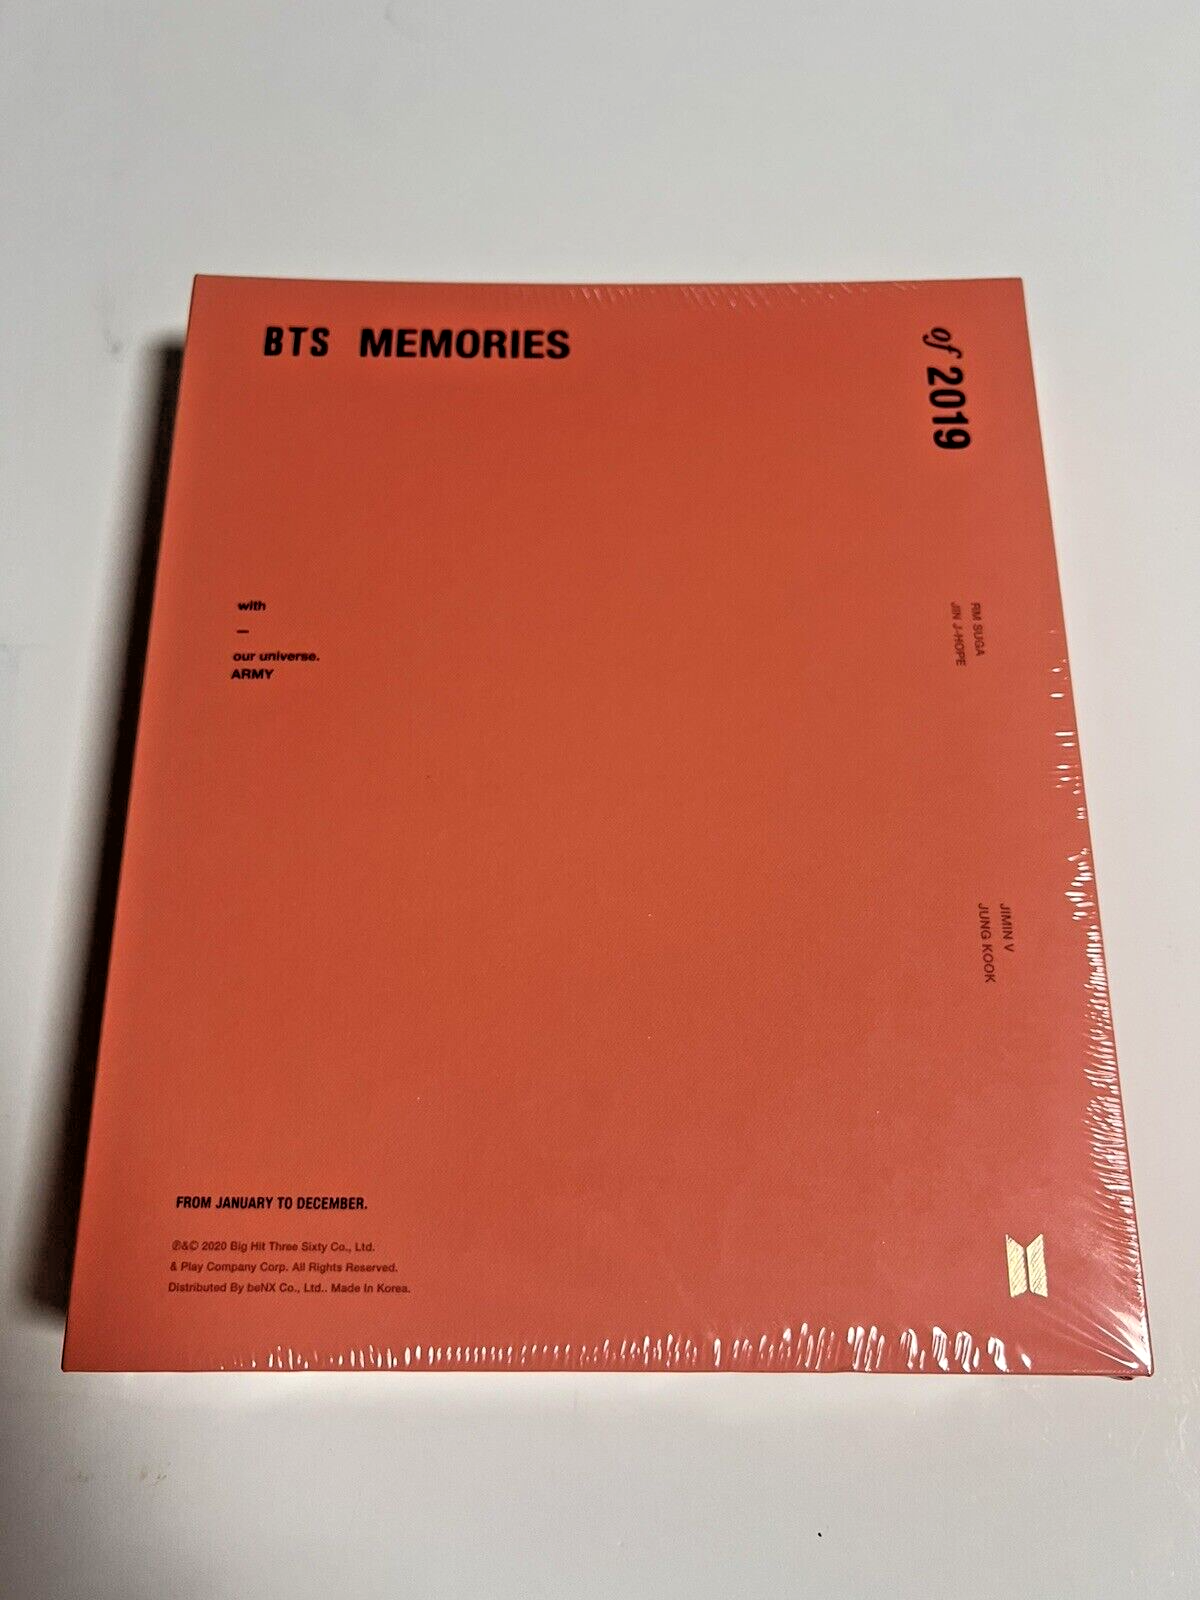 BTS MEMORIES
of 2019
with
—
our universe.
ARMY
RM SUGA
JIN J-HOPE
JIMIN V
JUNG KOOK
FROM JANUARY TO DECEMBER.
℗&© 2020 Big Hit Three Sixty Co., Ltd.
& Play Company Corp. All Rights Reserved.
Distributed By beNX Co., Ltd.. Made In Korea.